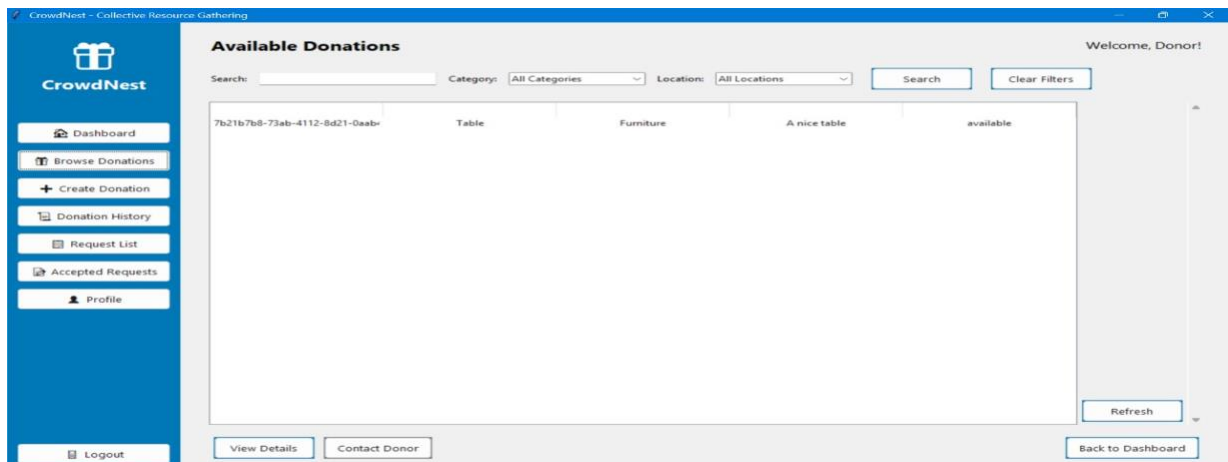 CrowdNest - Collective Resource Gathering
CrowdNest
Dashboard
Browse Donations
Create Donation
Donation History
Request List
Accepted Requests
Profile
Logout
Available Donations
Welcome, Donor!
Search:
Category: All Categories
Location: All Locations
Search
Clear Filters
7b21b7b8-73ab-4112-8d21-0aab Table Furniture A nice table available
Refresh
View Details
Contact Donor
Back to Dashboard